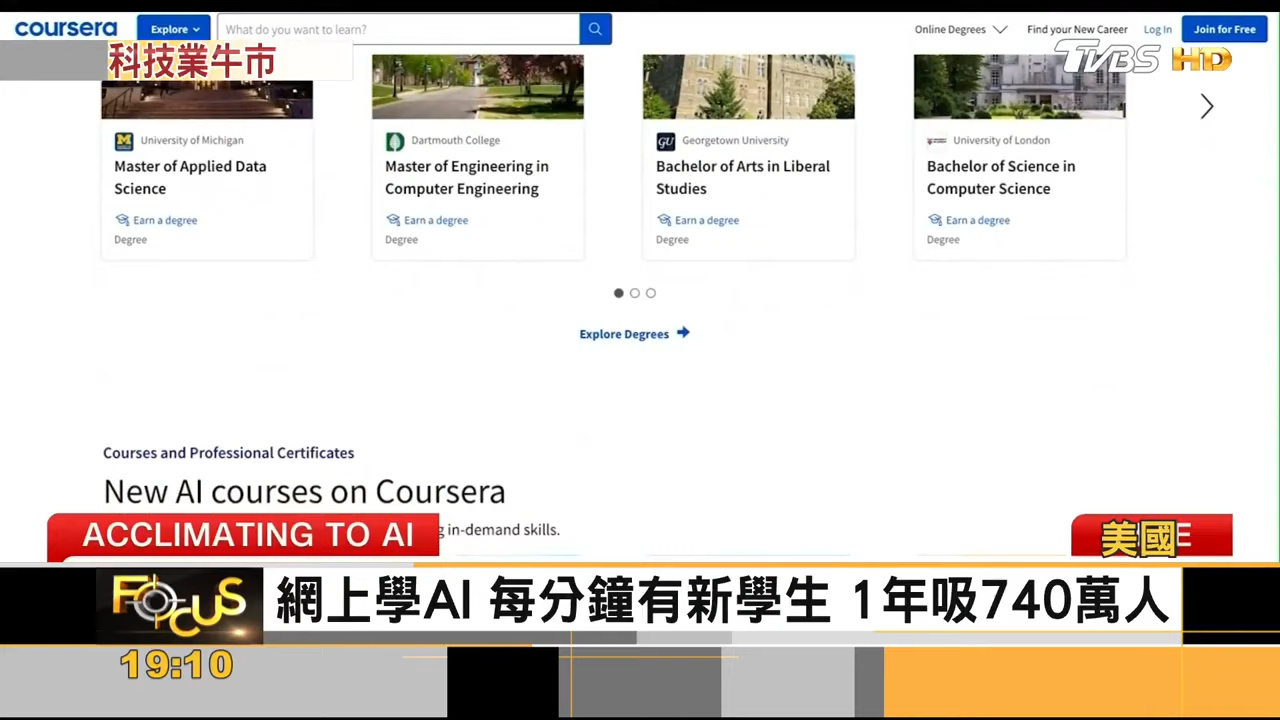 coursera
Explore
What do you want to learn?
Online Degrees
Find your New Career
Log In
Join for Free
科技業牛市
TVBS HD
University of Michigan
Master of Applied Data
Science
Earn a degree
Degree
Dartmouth College
Master of Engineering in
Computer Engineering
Earn a degree
Degree
GU
Georgetown University
Bachelor of Arts in Liberal
Studies
Earn a degree
Degree
University of London
Bachelor of Science in
Computer Science
Earn a degree
Degree
Explore Degrees
Courses and Professional Certificates
New AI courses on Coursera
in-demand skills.
ACCLIMATING TO AI
美國
FOCUS
網上學AI 每分鐘有新學生 1年吸740萬人
19:10